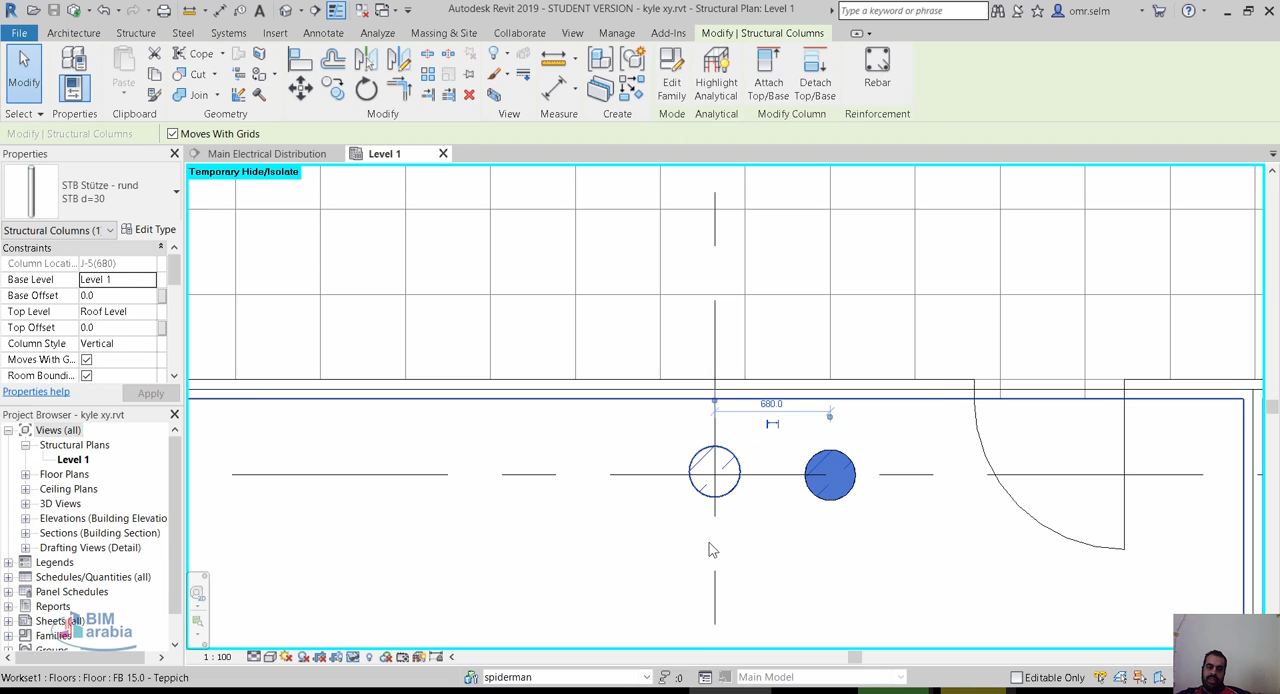 Autodesk Revit 2019 - STUDENT VERSION - kyle xy.rvt - Structural Plan: Level 1
Type a keyword or phrase
omr.selm
File Architecture Structure Steel Systems Insert Annotate Analyze Massing & Site Collaborate View Manage Add-Ins Modify | Structural Columns
Modify
Paste
Cope
Cut
Join
Edit Family
Highlight Analytical
Attach Top/Base
Detach Top/Base
Rebar
Select Properties Clipboard Geometry Modify View Measure Create Mode Analytical Modify Column Reinforcement
Modify | Structural Columns
Moves With Grids
Properties
Main Electrical Distribution
Level 1
STB Stütze - rund
STB d=30
Structural Columns (1
Edit Type
Constraints
Column Locati... J-5(680)
Base Level Level 1
Base Offset 0.0
Top Level Roof Level
Top Offset 0.0
Column Style Vertical
Moves With G...
Room Boundi...
Properties help
Apply
Project Browser - kyle xy.rvt
Views (all)
Structural Plans
Level 1
Floor Plans
Ceiling Plans
3D Views
Elevations (Building Elevatio
Sections (Building Section)
Drafting Views (Detail)
Legends
Schedules/Quantities (all)
Panel Schedules
Reports
Sheets (all)
Families
BIM
arabia
Temporary Hide/Isolate
680.0
1 : 100
Workset1 : Floors : Floor : FB 15.0 - Teppich
spiderman
:0
Main Model
Editable Only